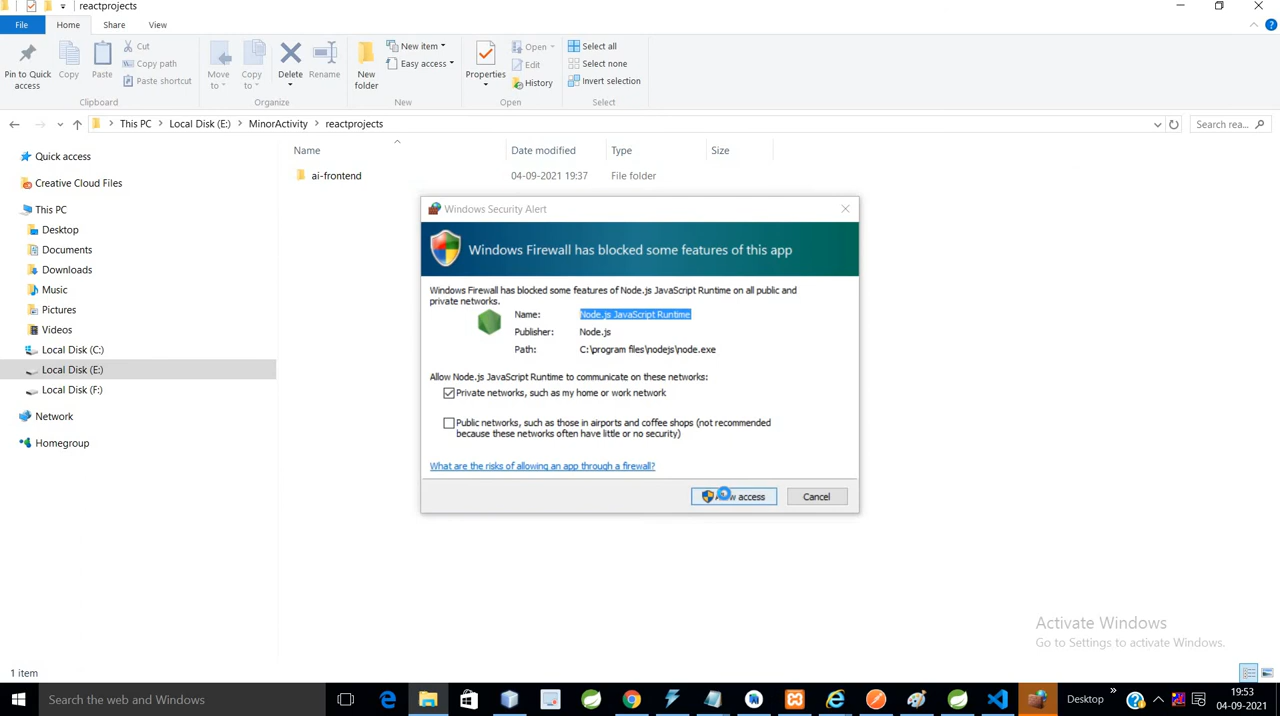 reactprojects
File
Home
Share
View
Pin to Quick
access
Copy
Paste
Cut
Copy path
Paste shortcut
Clipboard
Move
to
Copy
to
Delete
Rename
Organize
New
folder
New item
Easy access
New
Properties
Open
Edit
History
Open
Select all
Select none
Invert selection
Select
This PC
Local Disk (E:)
MinorActivity
reactprojects
Search rea...
Name
Date modified
Type
Size
ai-frontend
04-09-2021 19:37
File folder
Quick access
Creative Cloud Files
This PC
Desktop
Documents
Downloads
Music
Pictures
Videos
Local Disk (C:)
Local Disk (E:)
Local Disk (F:)
Network
Homegroup
Windows Security Alert
Windows Firewall has blocked some features of this app
Windows Firewall has blocked some features of Node.js JavaScript Runtime on all public and
private networks.
Name:
Node.js JavaScript Runtime
Publisher:
Node.js
Path:
C:\program files\nodejs\node.exe
Allow Node.js JavaScript Runtime to communicate on these networks:
Private networks, such as my home or work network
Public networks, such as those in airports and coffee shops (not recommended
because these networks often have little or no security)
What are the risks of allowing an app through a firewall?
Allow access
Cancel
Activate Windows
Go to Settings to activate Windows.
1 item
Search the web and Windows
Desktop
19:53
04-09-2021